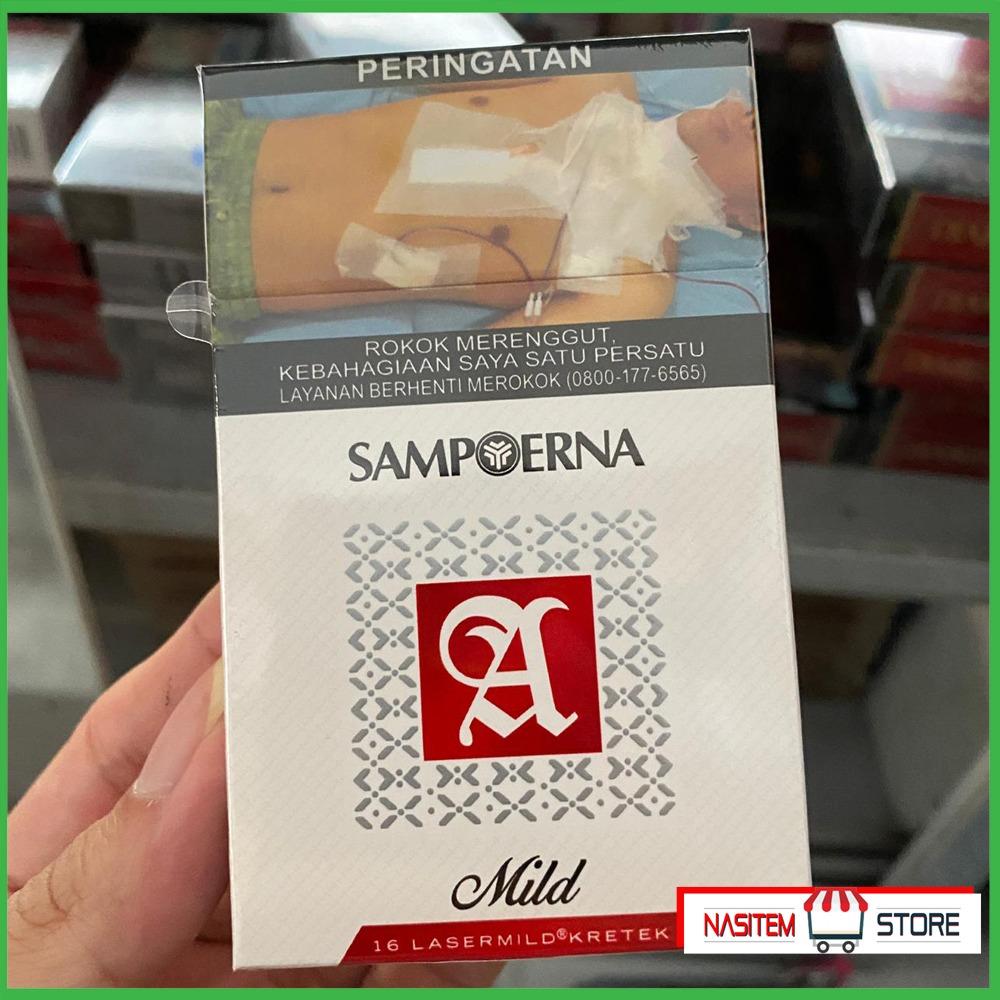 PERINGATAN
ROKOK MERENGGUT,
KEBAHAGIAAN SAYA SATU PERSATU
LAYANAN BERHENTI MEROKOK (0800-177-6565)
SAMPOERNA
A
Mild
16 LASERMILD® KRETEK
NASITEM STORE